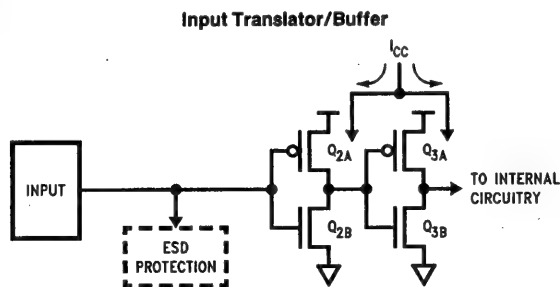 Input Translator/Buffer
ICC
Q2A
Q3A
INPUT
TO INTERNAL
CIRCUITRY
Q2B
Q3B
ESD
PROTECTION